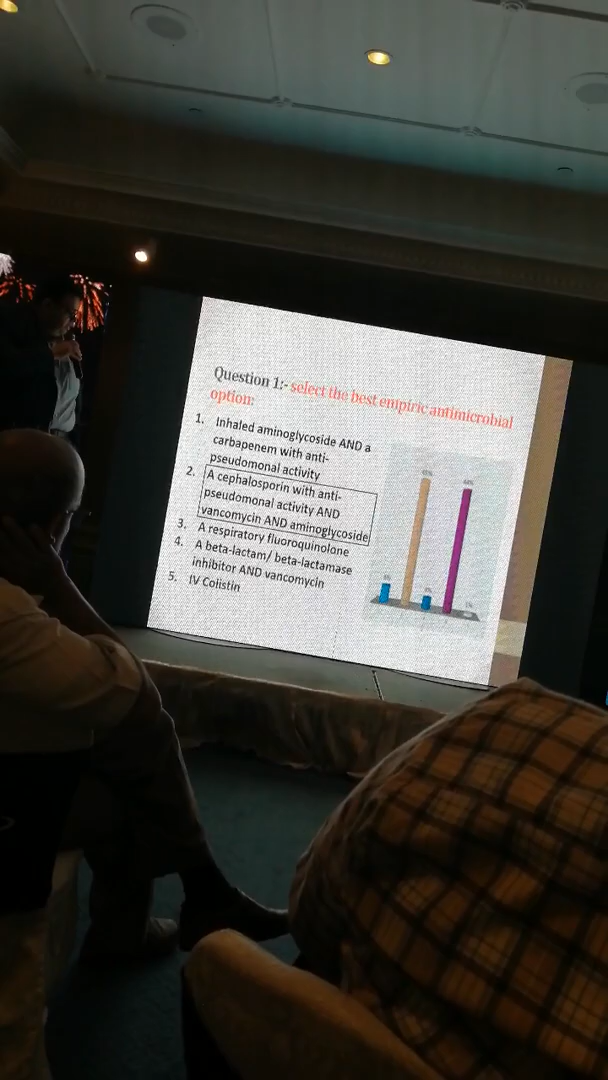 Question 1:- select the best empiric antimicrobial
option:
1. Inhaled aminoglycoside AND a
carbapenem with anti-
pseudomonal activity
2. A cephalosporin with anti-
pseudomonal activity AND
vancomycin AND aminoglycoside
3. A respiratory fluoroquinolone
4. A beta-lactam/ beta-lactamase
inhibitor AND vancomycin
5. IV Colistin